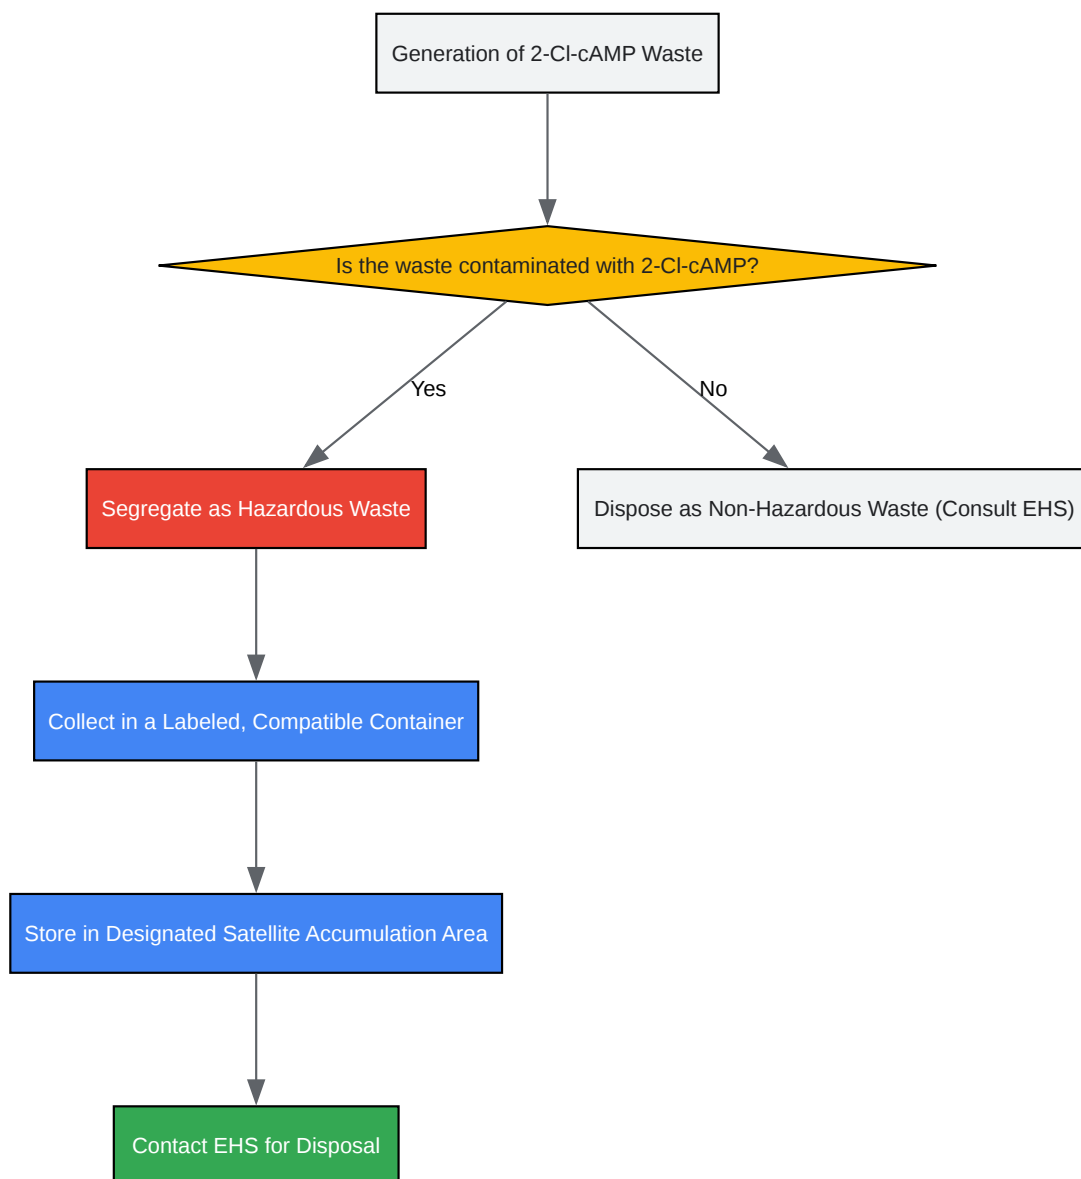 Generation of 2-Cl-cAMP Waste
Is the waste contaminated with 2-Cl-cAMP?
Yes
No
Segregate as Hazardous Waste
Dispose as Non-Hazardous Waste (Consult EHS)
Collect in a Labeled, Compatible Container
Store in Designated Satellite Accumulation Area
Contact EHS for Disposal